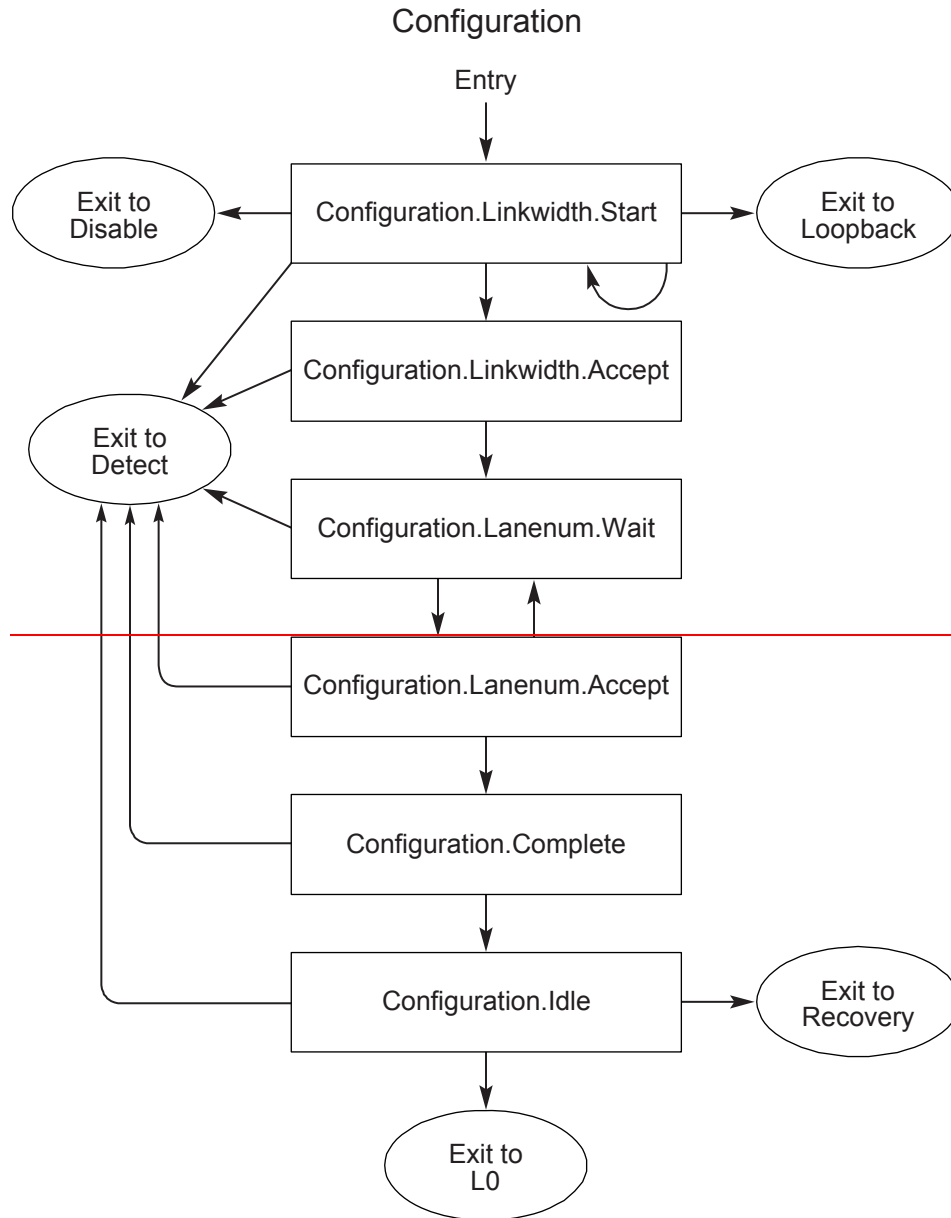 Configuration
Entry
Exit to
Disable
Configuration.Linkwidth.Start
Exit to
Loopback
Configuration.Linkwidth.Accept
Exit to
Detect
Configuration.Lanenum.Wait
Configuration.Lanenum.Accept
Configuration.Complete
Configuration.Idle
Exit to
Recovery
Exit to
L0